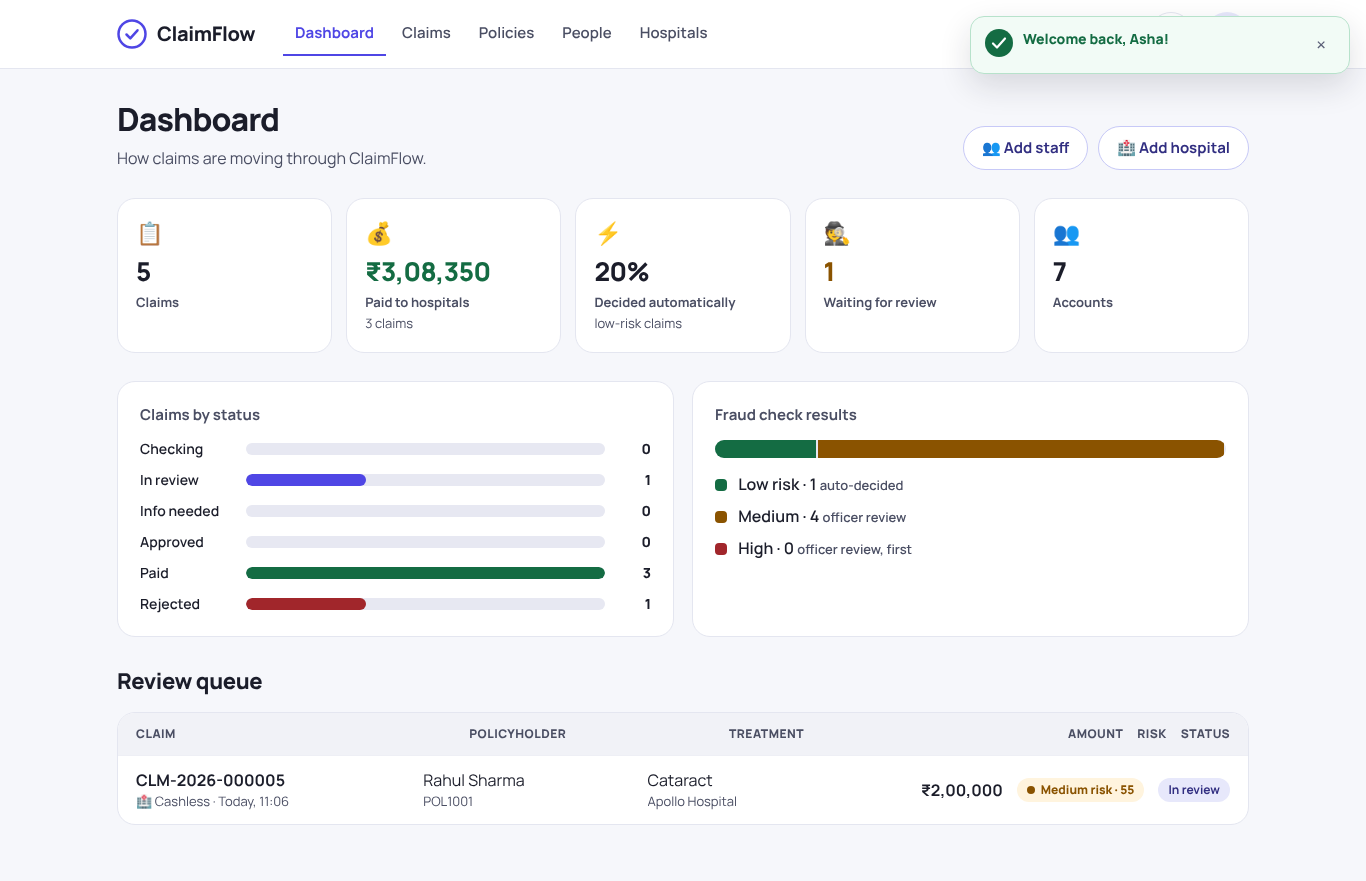 ClaimFlow
Dashboard Claims Policies People Hospitals
Welcome back, Asha!
×
Dashboard
How claims are moving through ClaimFlow.
Add staff
Add hospital
5
Claims
₹3,08,350
Paid to hospitals
3 claims
20%
Decided automatically
low-risk claims
1
Waiting for review
7
Accounts
Claims by status
Checking 0
In review 1
Info needed 0
Approved 0
Paid 3
Rejected 1
Fraud check results
Low risk · 1 auto-decided
Medium · 4 officer review
High · 0 officer review, first
Review queue
CLAIM POLICYHOLDER TREATMENT AMOUNT RISK STATUS
CLM-2026-000005 Rahul Sharma Cataract ₹2,00,000 Medium risk · 55 In review
Cashless · Today, 11:06 POL1001 Apollo Hospital